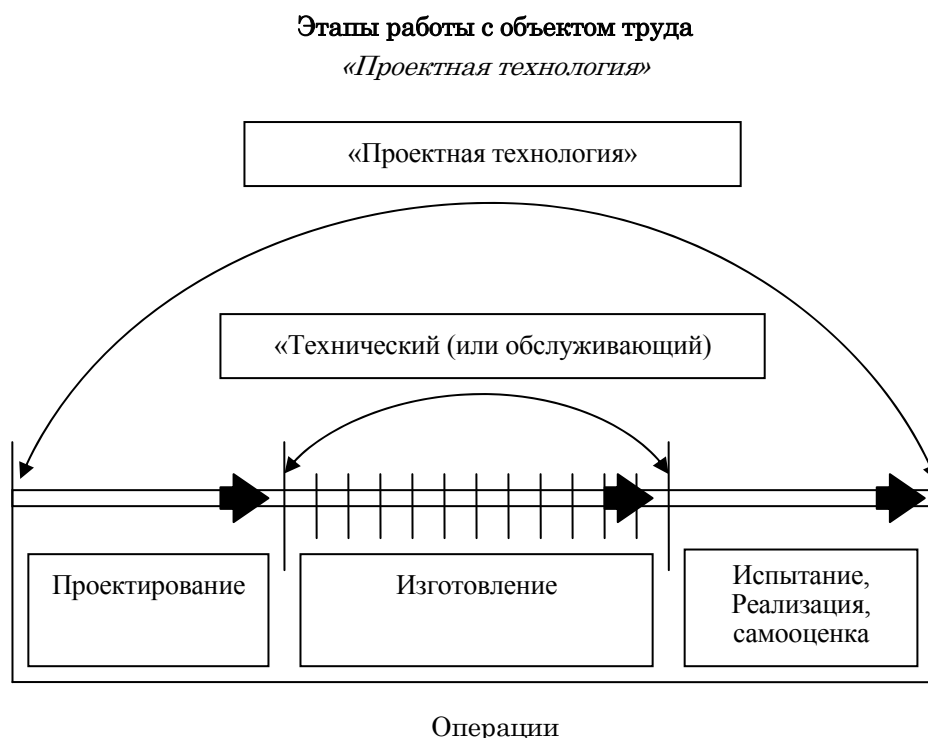 Этапы работы с объектом труда
«Проектная технология»
«Проектная технология»
«Технический (или обслуживающий)
Проектирование
Изготовление
Испытание,
Реализация,
самооценка
Операции